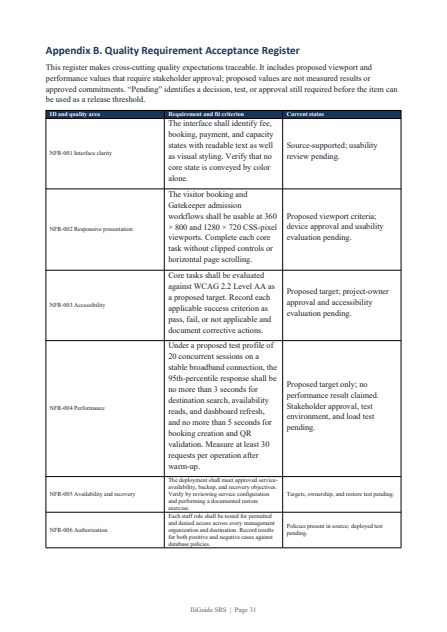 Appendix B. Quality Requirement Acceptance Register
This register makes cross-cutting quality expectations traceable. It includes proposed viewport and
performance values that require stakeholder approval; proposed values are not measured results or
approved commitments. “Pending” identifies a decision, test, or approval still required before the item can
be used as a release threshold.
ID and quality area
Requirement and fit criterion
Current status
NFR-001 Interface clarity
The interface shall identify fee,
booking, payment, and capacity
states with readable text as well
as visual styling. Verify that no
core state is conveyed by color
alone.
Source-supported; usability
review pending.
NFR-002 Responsive presentation
The visitor booking and
Gatekeeper admission
workflows shall be usable at 360
× 800 and 1280 × 720 CSS-pixel
viewports. Complete each core
task without clipped controls or
horizontal page scrolling.
Proposed viewport criteria;
device approval and usability
evaluation pending.
NFR-003 Accessibility
Core tasks shall be evaluated
against WCAG 2.2 Level AA as
a proposed target. Record each
applicable success criterion as
pass, fail, or not applicable and
document corrective actions.
Proposed target; project-owner
approval and accessibility
evaluation pending.
NFR-004 Performance
Under a proposed test profile of
20 concurrent sessions on a
stable broadband connection, the
95th-percentile response shall be
no more than 3 seconds for
destination search, availability
reads, and dashboard refresh,
and no more than 5 seconds for
booking creation and QR
validation. Measure at least 30
requests per operation after
warm-up.
Proposed target only; no
performance result claimed.
Stakeholder approval, test
environment, and load test
pending.
NFR-005 Availability and recovery
The deployment shall meet approved service-
availability, backup, and recovery objectives.
Verify by reviewing service configuration
and performing a documented restore
exercise.
Targets, ownership, and restore test pending.
NFR-006 Authorization
Each staff role shall be tested for permitted
and denied access across every management
organization and destination. Record results
for both positive and negative cases against
database policies.
Policies present in source; deployed test
pending.
IliGuide SRS | Page 31